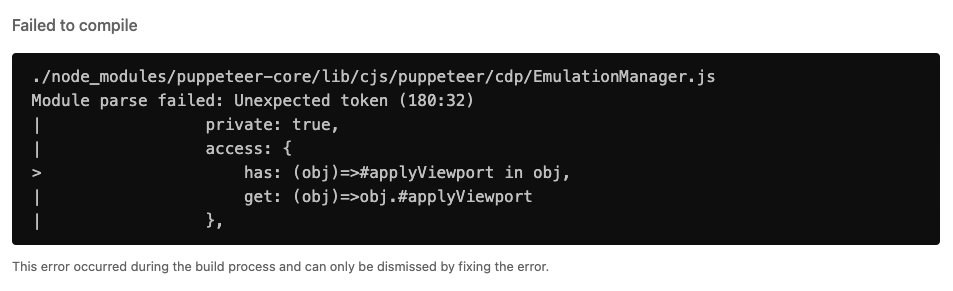 Failed to compile
./node_modules/puppeteer-core/lib/cjs/puppeteer/cdp/EmulationManager.js
Module parse failed: Unexpected token (180:32)
|                 private: true,
|                 access: {
>                     has: (obj)=>#applyViewport in obj,
|                     get: (obj)=>obj.#applyViewport
|                 },
This error occurred during the build process and can only be dismissed by fixing the error.